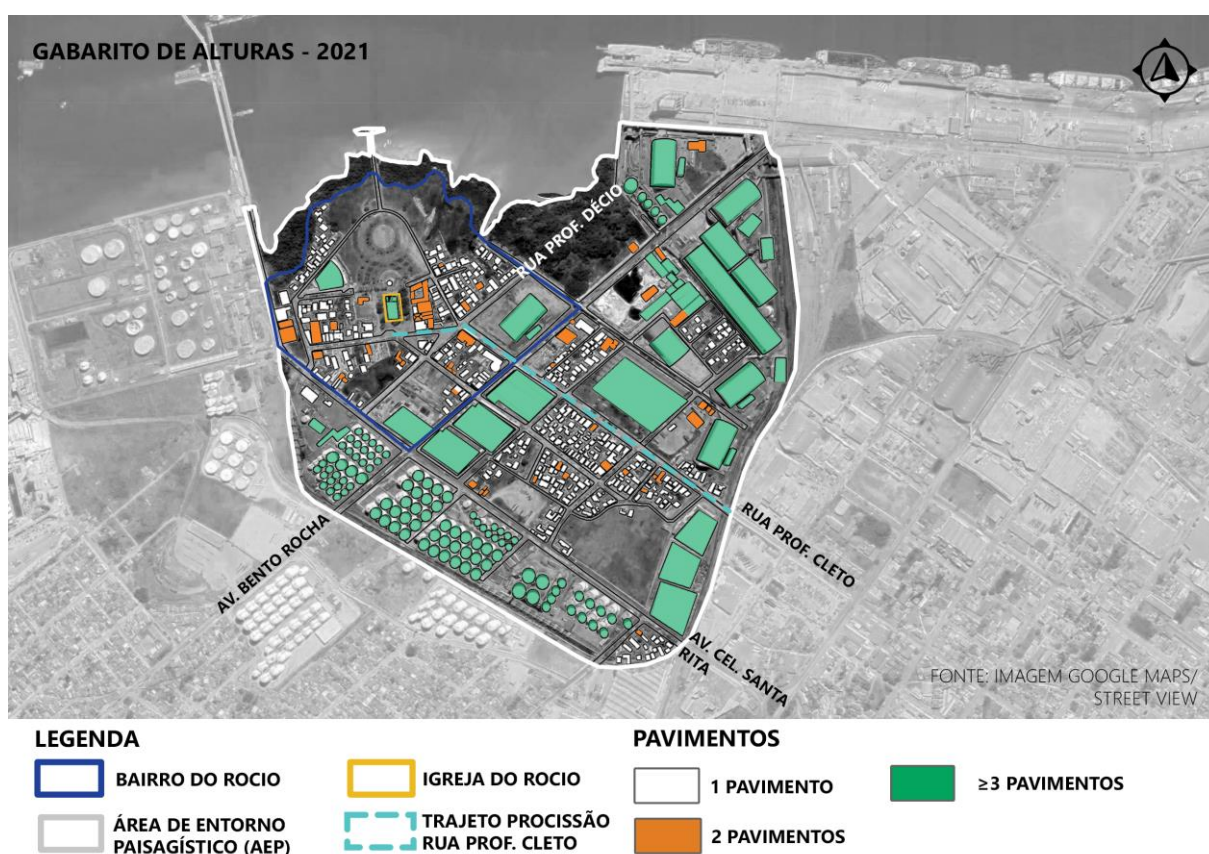 GABARITO DE ALTURAS - 2021
RUA PROF. DÉCIO
AV. BENTO ROCHA
RUA PROF. CLETO
AV. CEL. SANTA
RITA
FONTE: IMAGEM GOOGLE MAPS/
STREET VIEW
LEGENDA
BAIRRO DO ROCIO
ÁREA DE ENTORNO
PAISAGÍSTICO (AEP)
IGREJA DO ROCIO
TRAJETO PROCISSÃO
RUA PROF. CLETO
PAVIMENTOS
1 PAVIMENTO
2 PAVIMENTOS
≥3 PAVIMENTOS